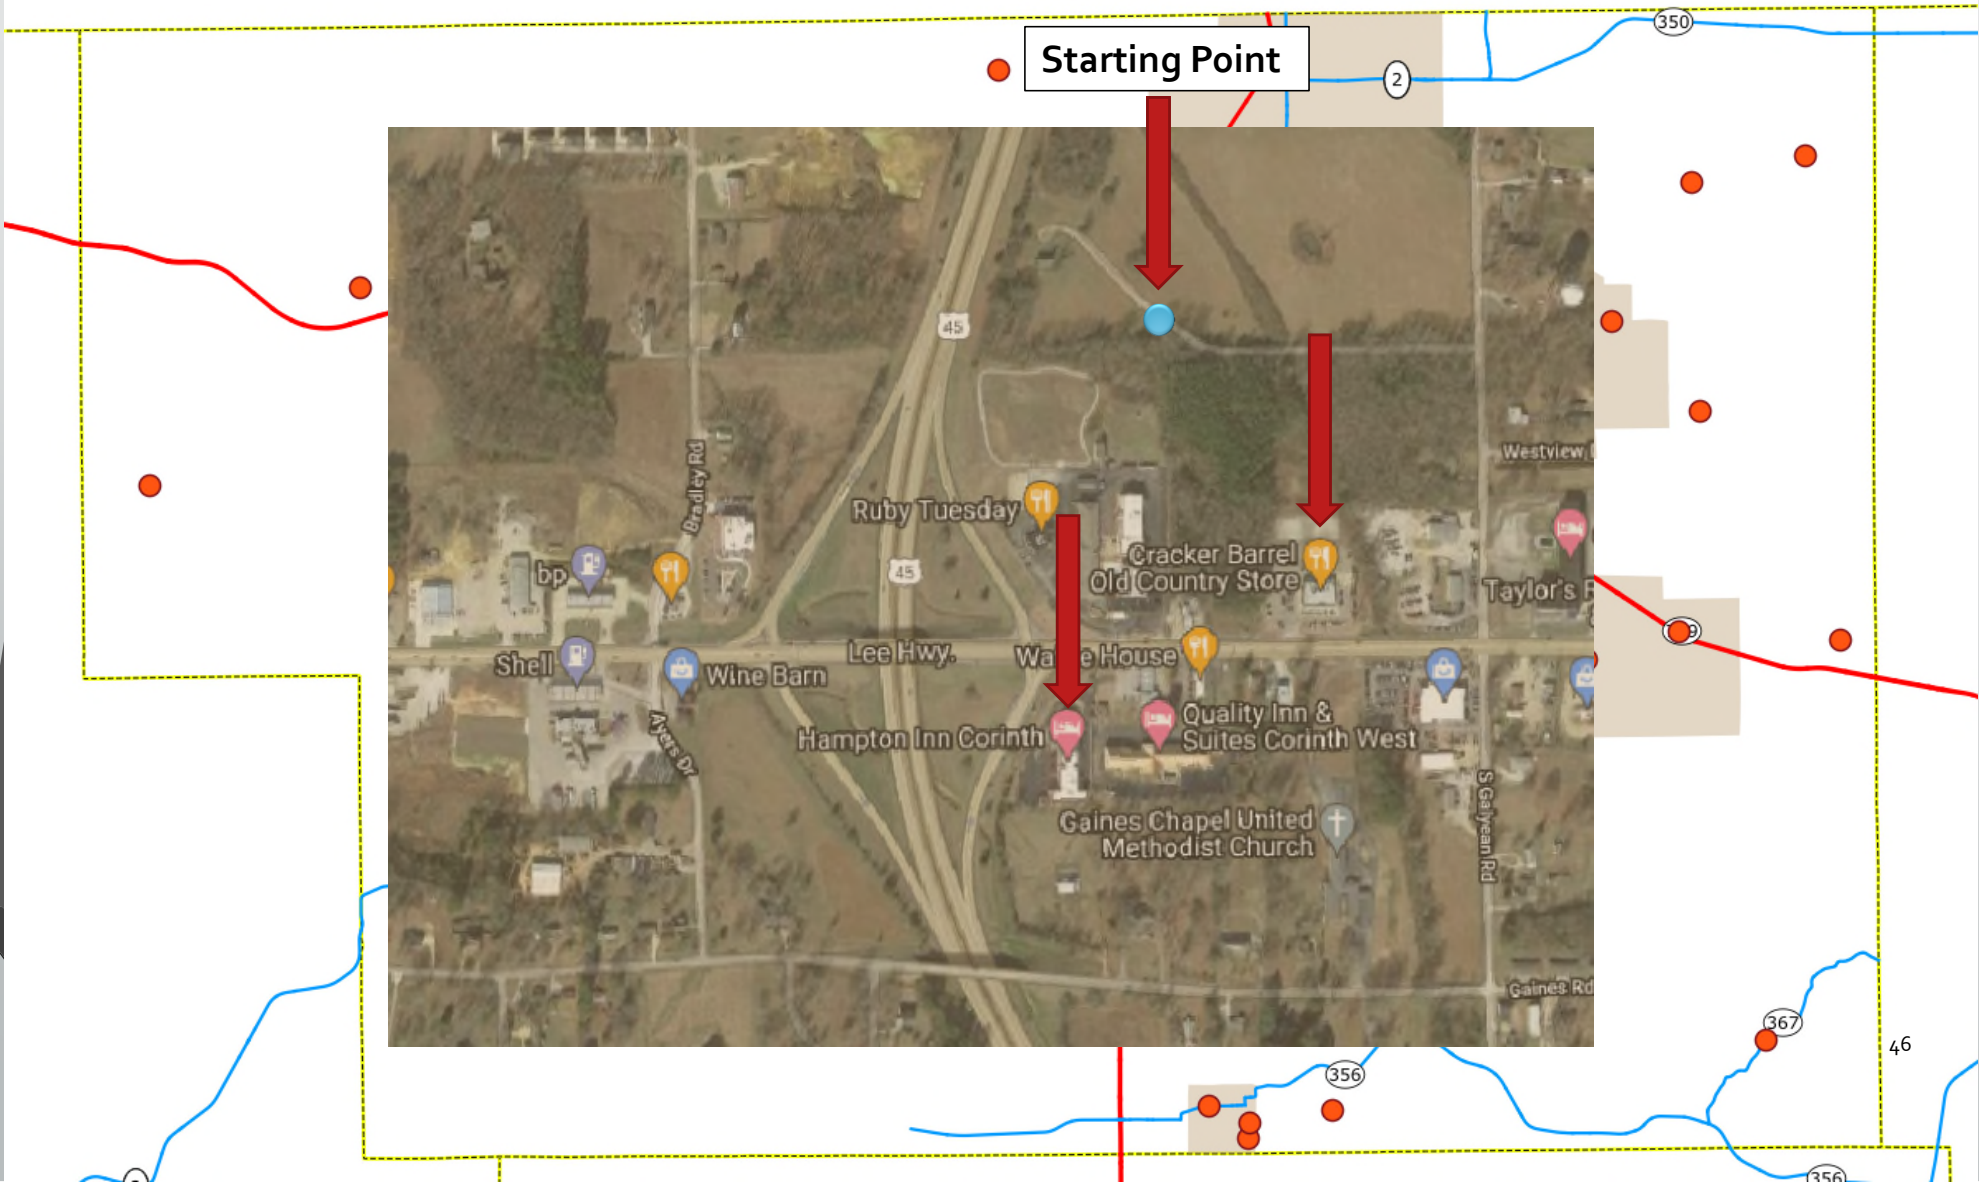 350
Starting Point
2
45
Bradley Rd
Westview
Ruby Tuesday
Cracker Barrel
Old Country Store
45
bp
Taylor's
Lee Hwy.
House
Shell
Wine Barn
Quality Inn &
Suites Corinth West
Hampton Inn Corinth
Ayers Dr
S Galyean Rd
Gaines Chapel United
Methodist Church
Gaines Rd
367
46
356
356